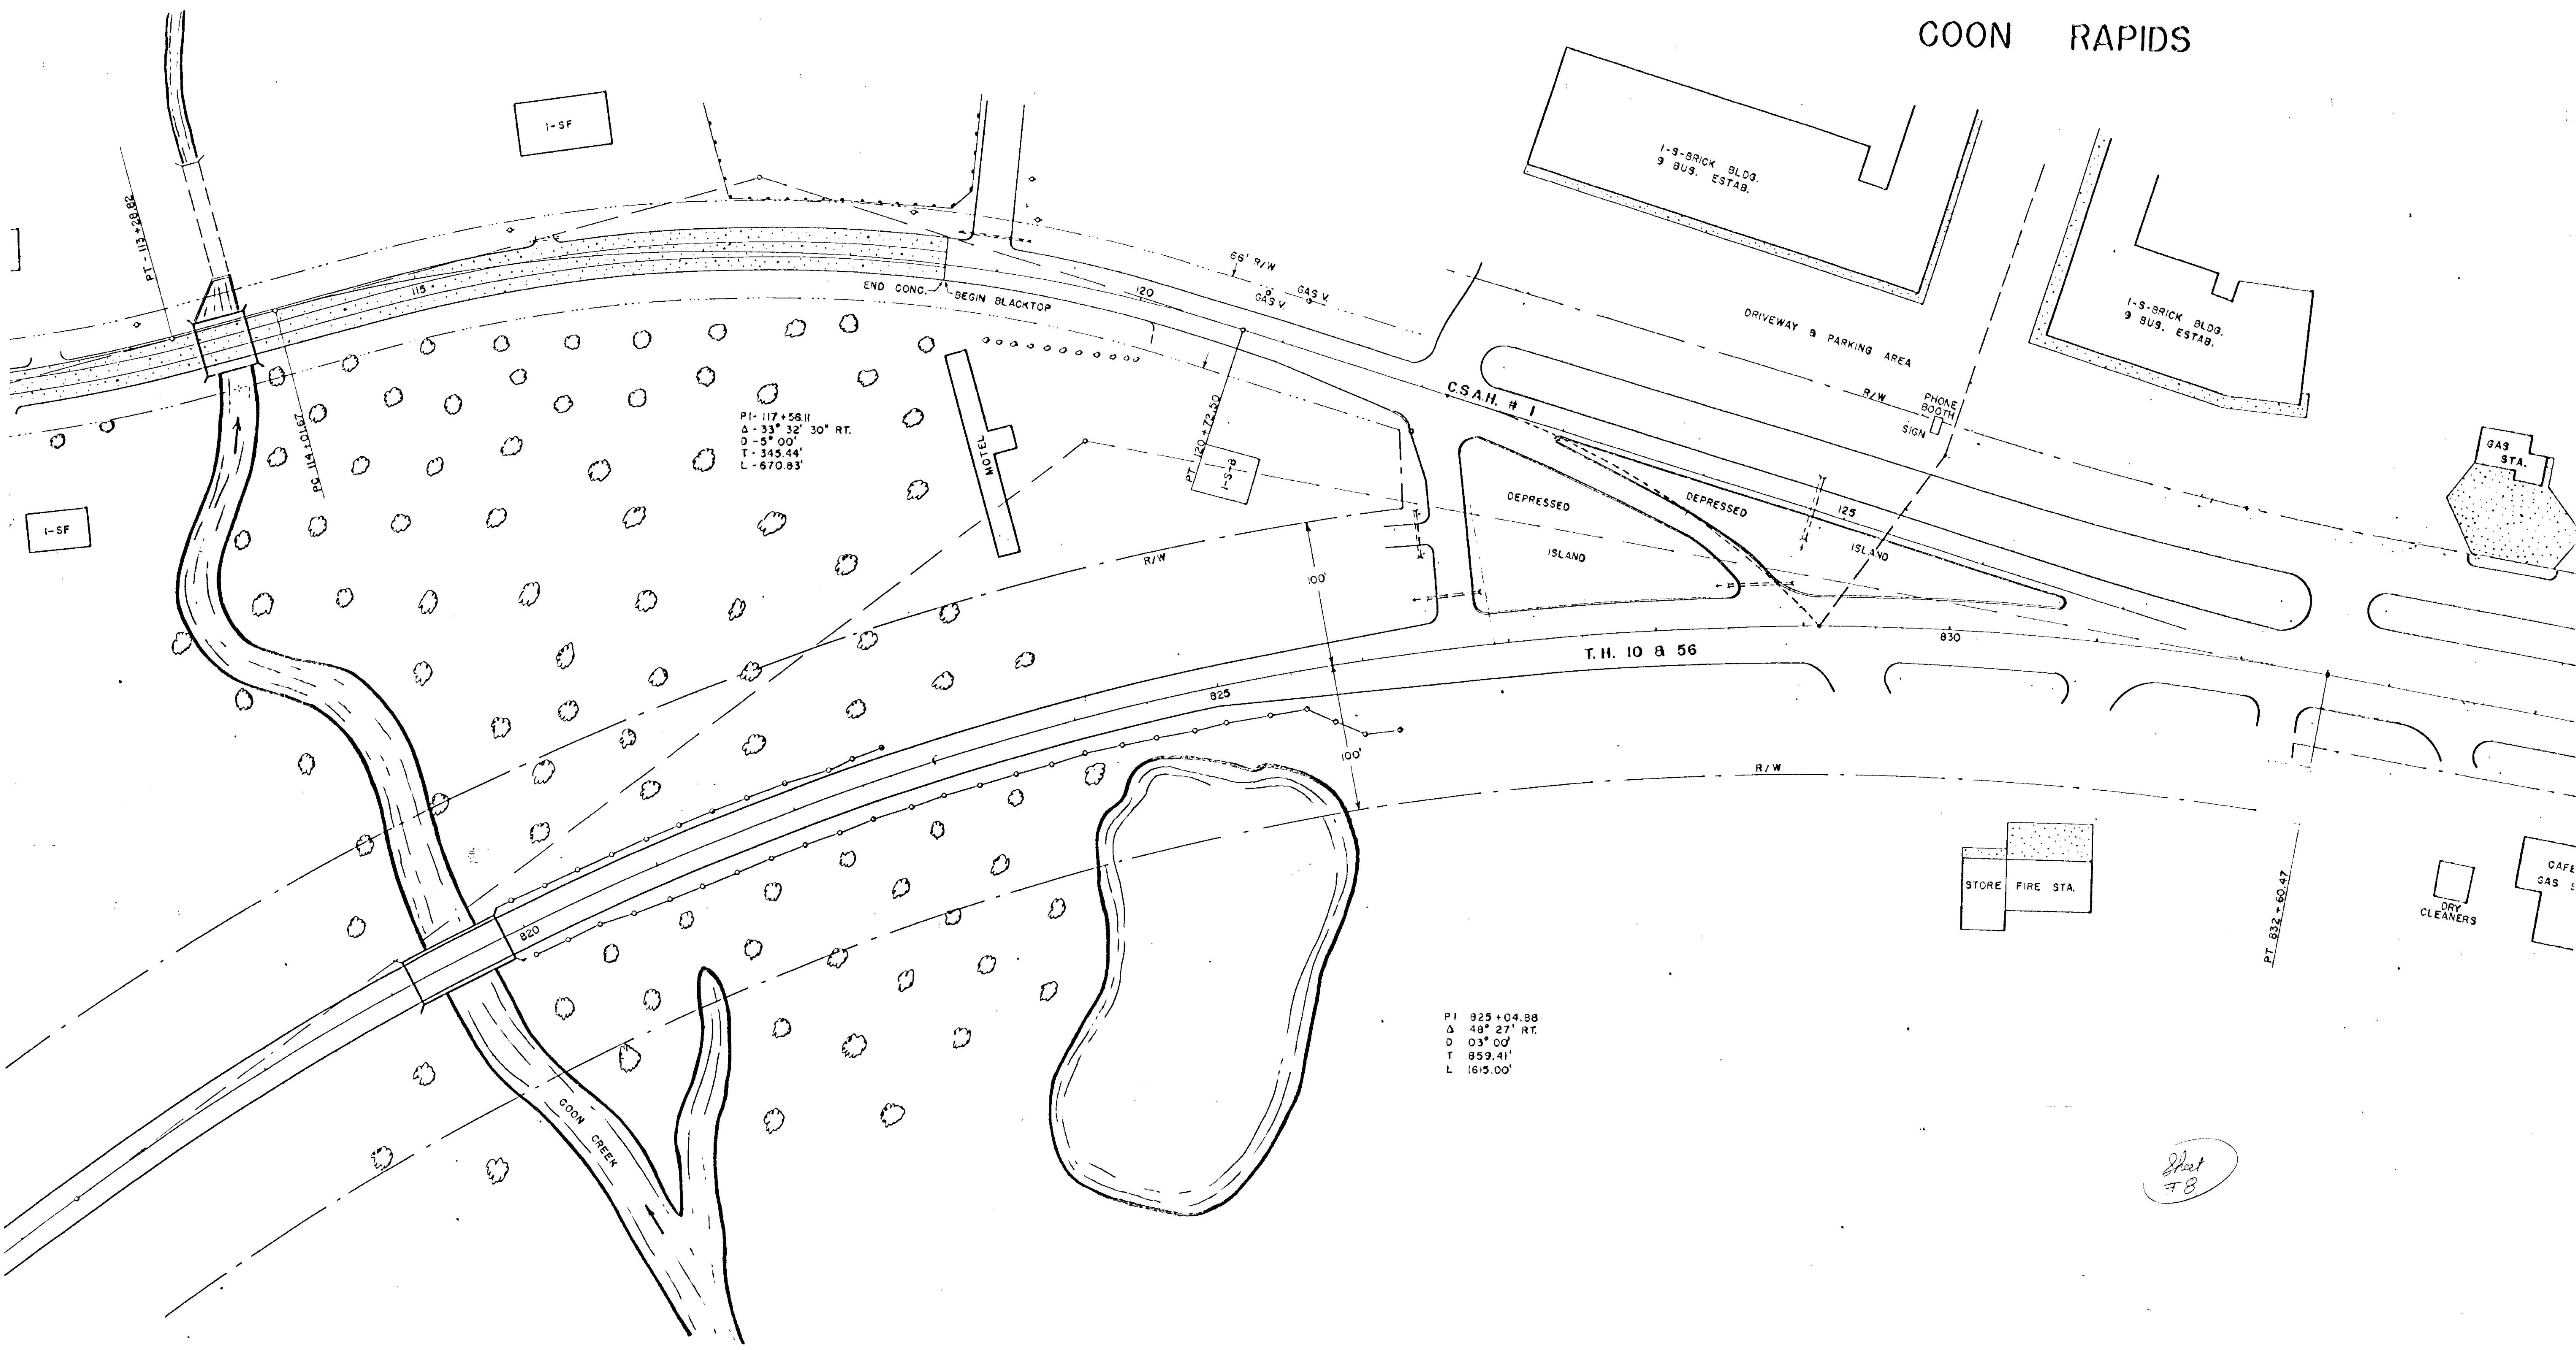 COON RAPIDS
1-SF
1-S-BRICK BLDG.
9 BUS. ESTAB.
PT - 113+28.82
66' R/W
GAS V.
GAS V.
115
END CONC.
BEGIN BLACKTOP
120
DRIVEWAY & PARKING AREA
1-S-BRICK BLDG.
9 BUS. ESTAB.
PC 114+01.67
PI - 117+56.11
Δ - 33° 32' 30" RT.
D - 5° 00'
T - 345.44'
L - 670.83'
MOTEL
PT 120+72.50
1-S-B
C.S.A.H. # 1
R/W
PHONE
BOOTH
SIGN
GAS
STA.
1-SF
DEPRESSED
ISLAND
DEPRESSED
ISLAND
125
R/W
100'
T.H. 10 & 56
830
825
100'
R/W
820
STORE
FIRE STA.
PT 832+60.47
DRY
CLEANERS
CAFE
GAS S
PI 825+04.88
Δ 48° 27' RT.
D 03° 00'
T 859.41'
L 1615.00'
COON CREEK
Sheet
#8